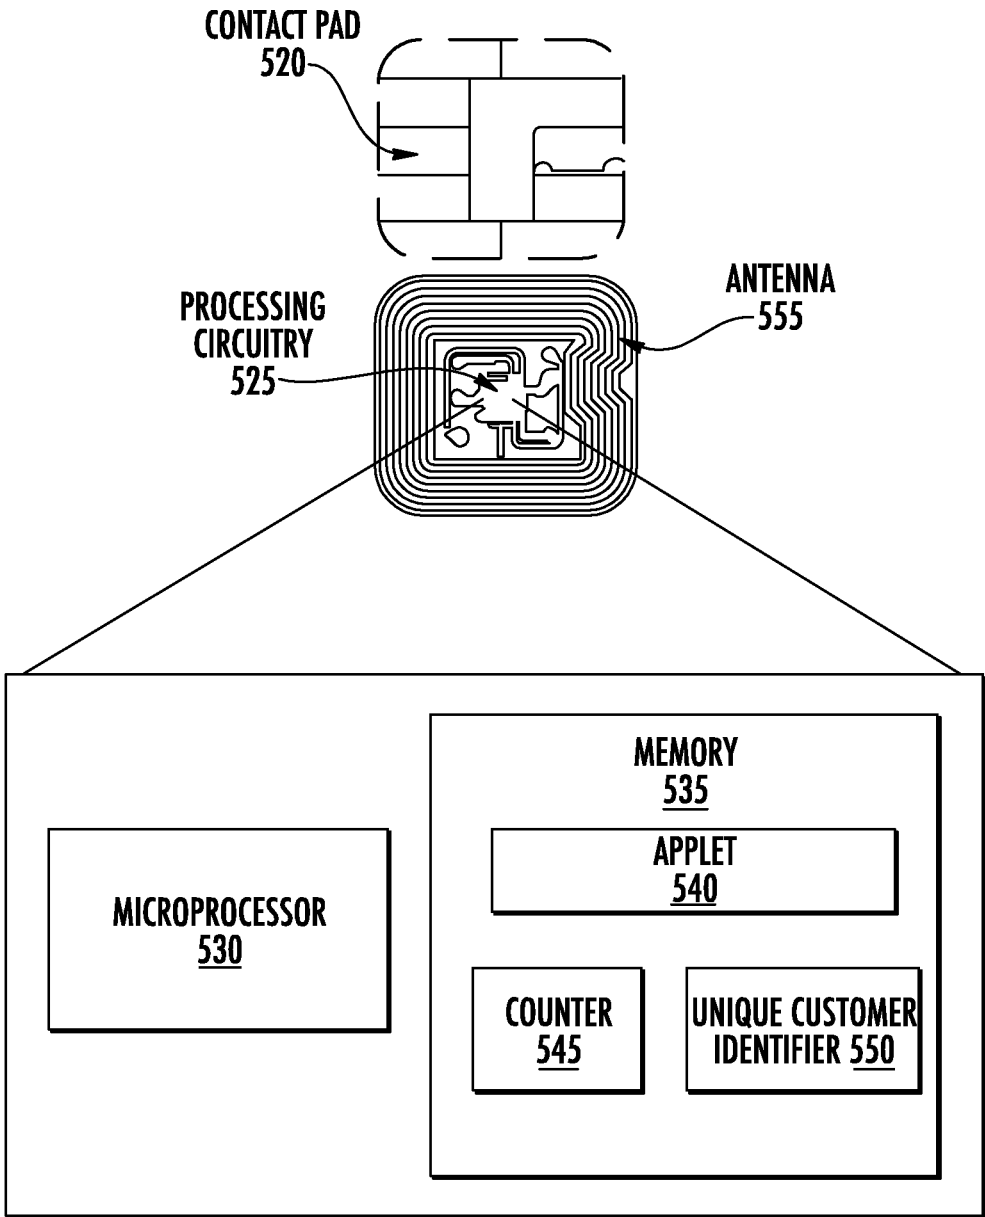 CONTACT PAD
520
ANTENNA
555
PROCESSING
CIRCUITRY
525
MEMORY
535
APPLET
540
MICROPROCESSOR
530
COUNTER
545
UNIQUE CUSTOMER
IDENTIFIER 550